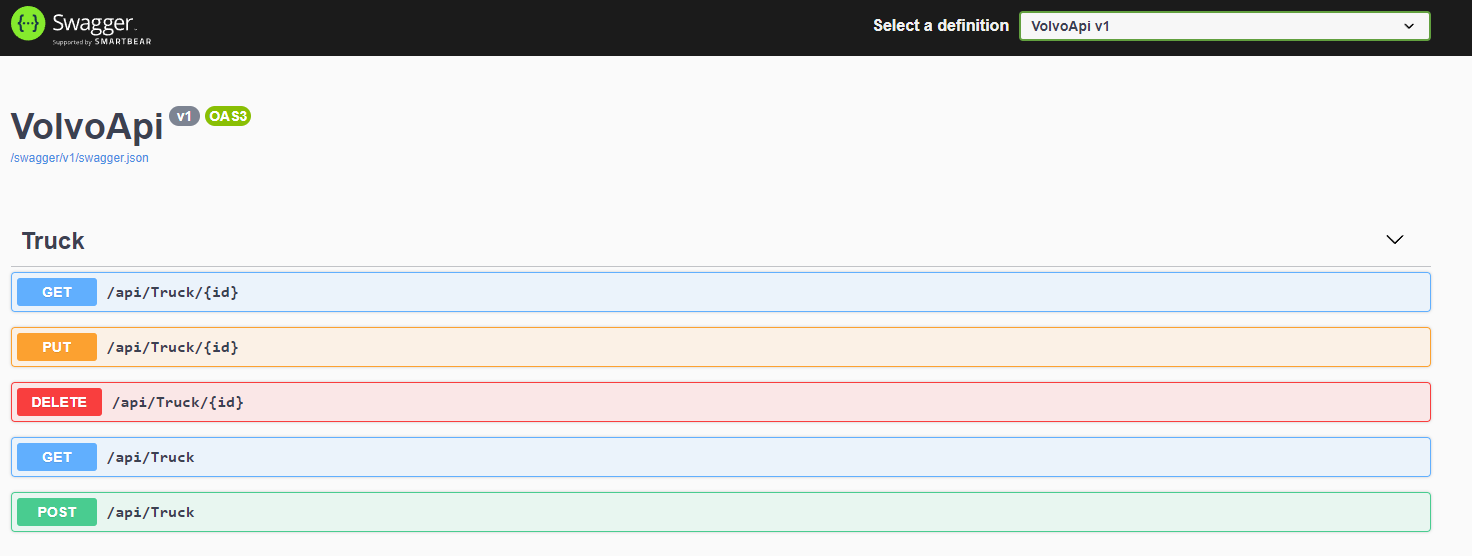 Swagger
Supported by SMARTBEAR
Select a definition
VolvoApi v1
VolvoApi v1 OAS3
/swagger/v1/swagger.json
Truck
GET /api/Truck/{id}
PUT /api/Truck/{id}
DELETE /api/Truck/{id}
GET /api/Truck
POST /api/Truck